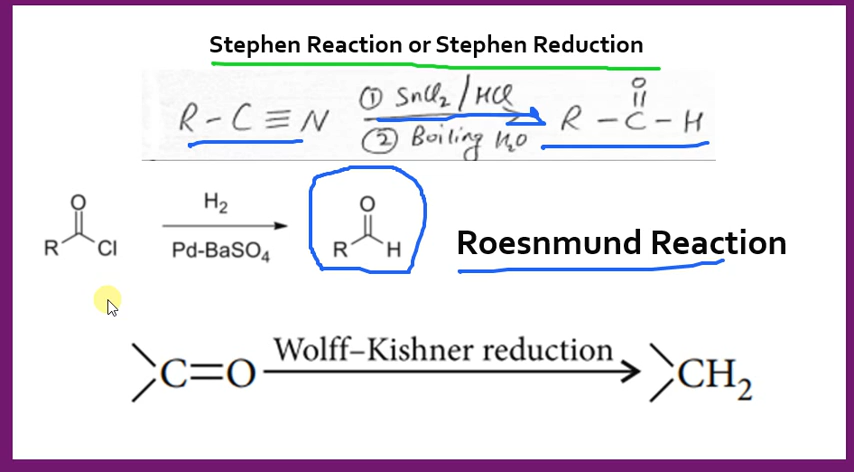 Stephen Reaction or Stephen Reduction
R-C≡N ① SnCl₂/HCl R-C-H
② Boiling H₂O
O
O
R Cl
H₂
Pd-BaSO₄
O
R H
Roesnmund Reaction
C=O Wolff–Kishner reduction CH₂